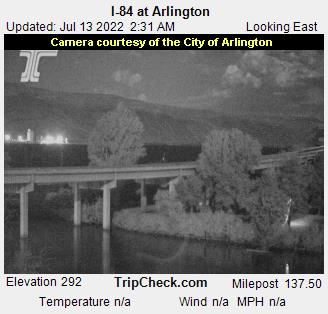 I-84 at Arlington
Updated: Jul 13 2022 2:31 AM Looking East
Camera courtesy of the City of Arlington
Elevation 292 TripCheck.com Milepost 137.50
Temperature n/a Wind n/a MPH n/a